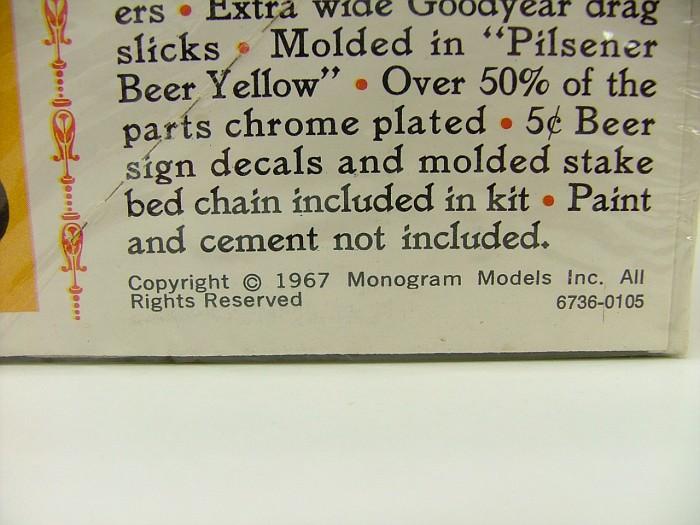 ers • Extra wide Goodyear drag
slicks • Molded in “Pilsener
Beer Yellow” • Over 50% of the
parts chrome plated • 5¢ Beer
sign decals and molded stake
bed chain included in kit • Paint
and cement not included.
Copyright © 1967 Monogram Models Inc. All
Rights Reserved
6736-0105